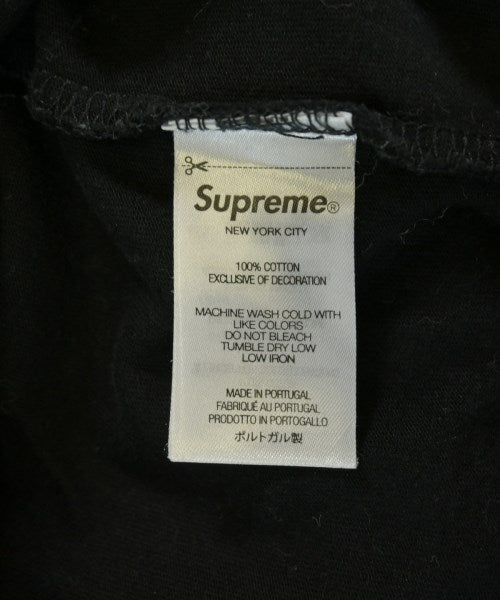 Supreme®
NEW YORK CITY
100% COTTON
EXCLUSIVE OF DECORATION
MACHINE WASH COLD WITH
LIKE COLORS
DO NOT BLEACH
TUMBLE DRY LOW
LOW IRON
MADE IN PORTUGAL
FABRIQUÉ AU PORTUGAL
PRODOTTO IN PORTOGALLO
ポルトガル製